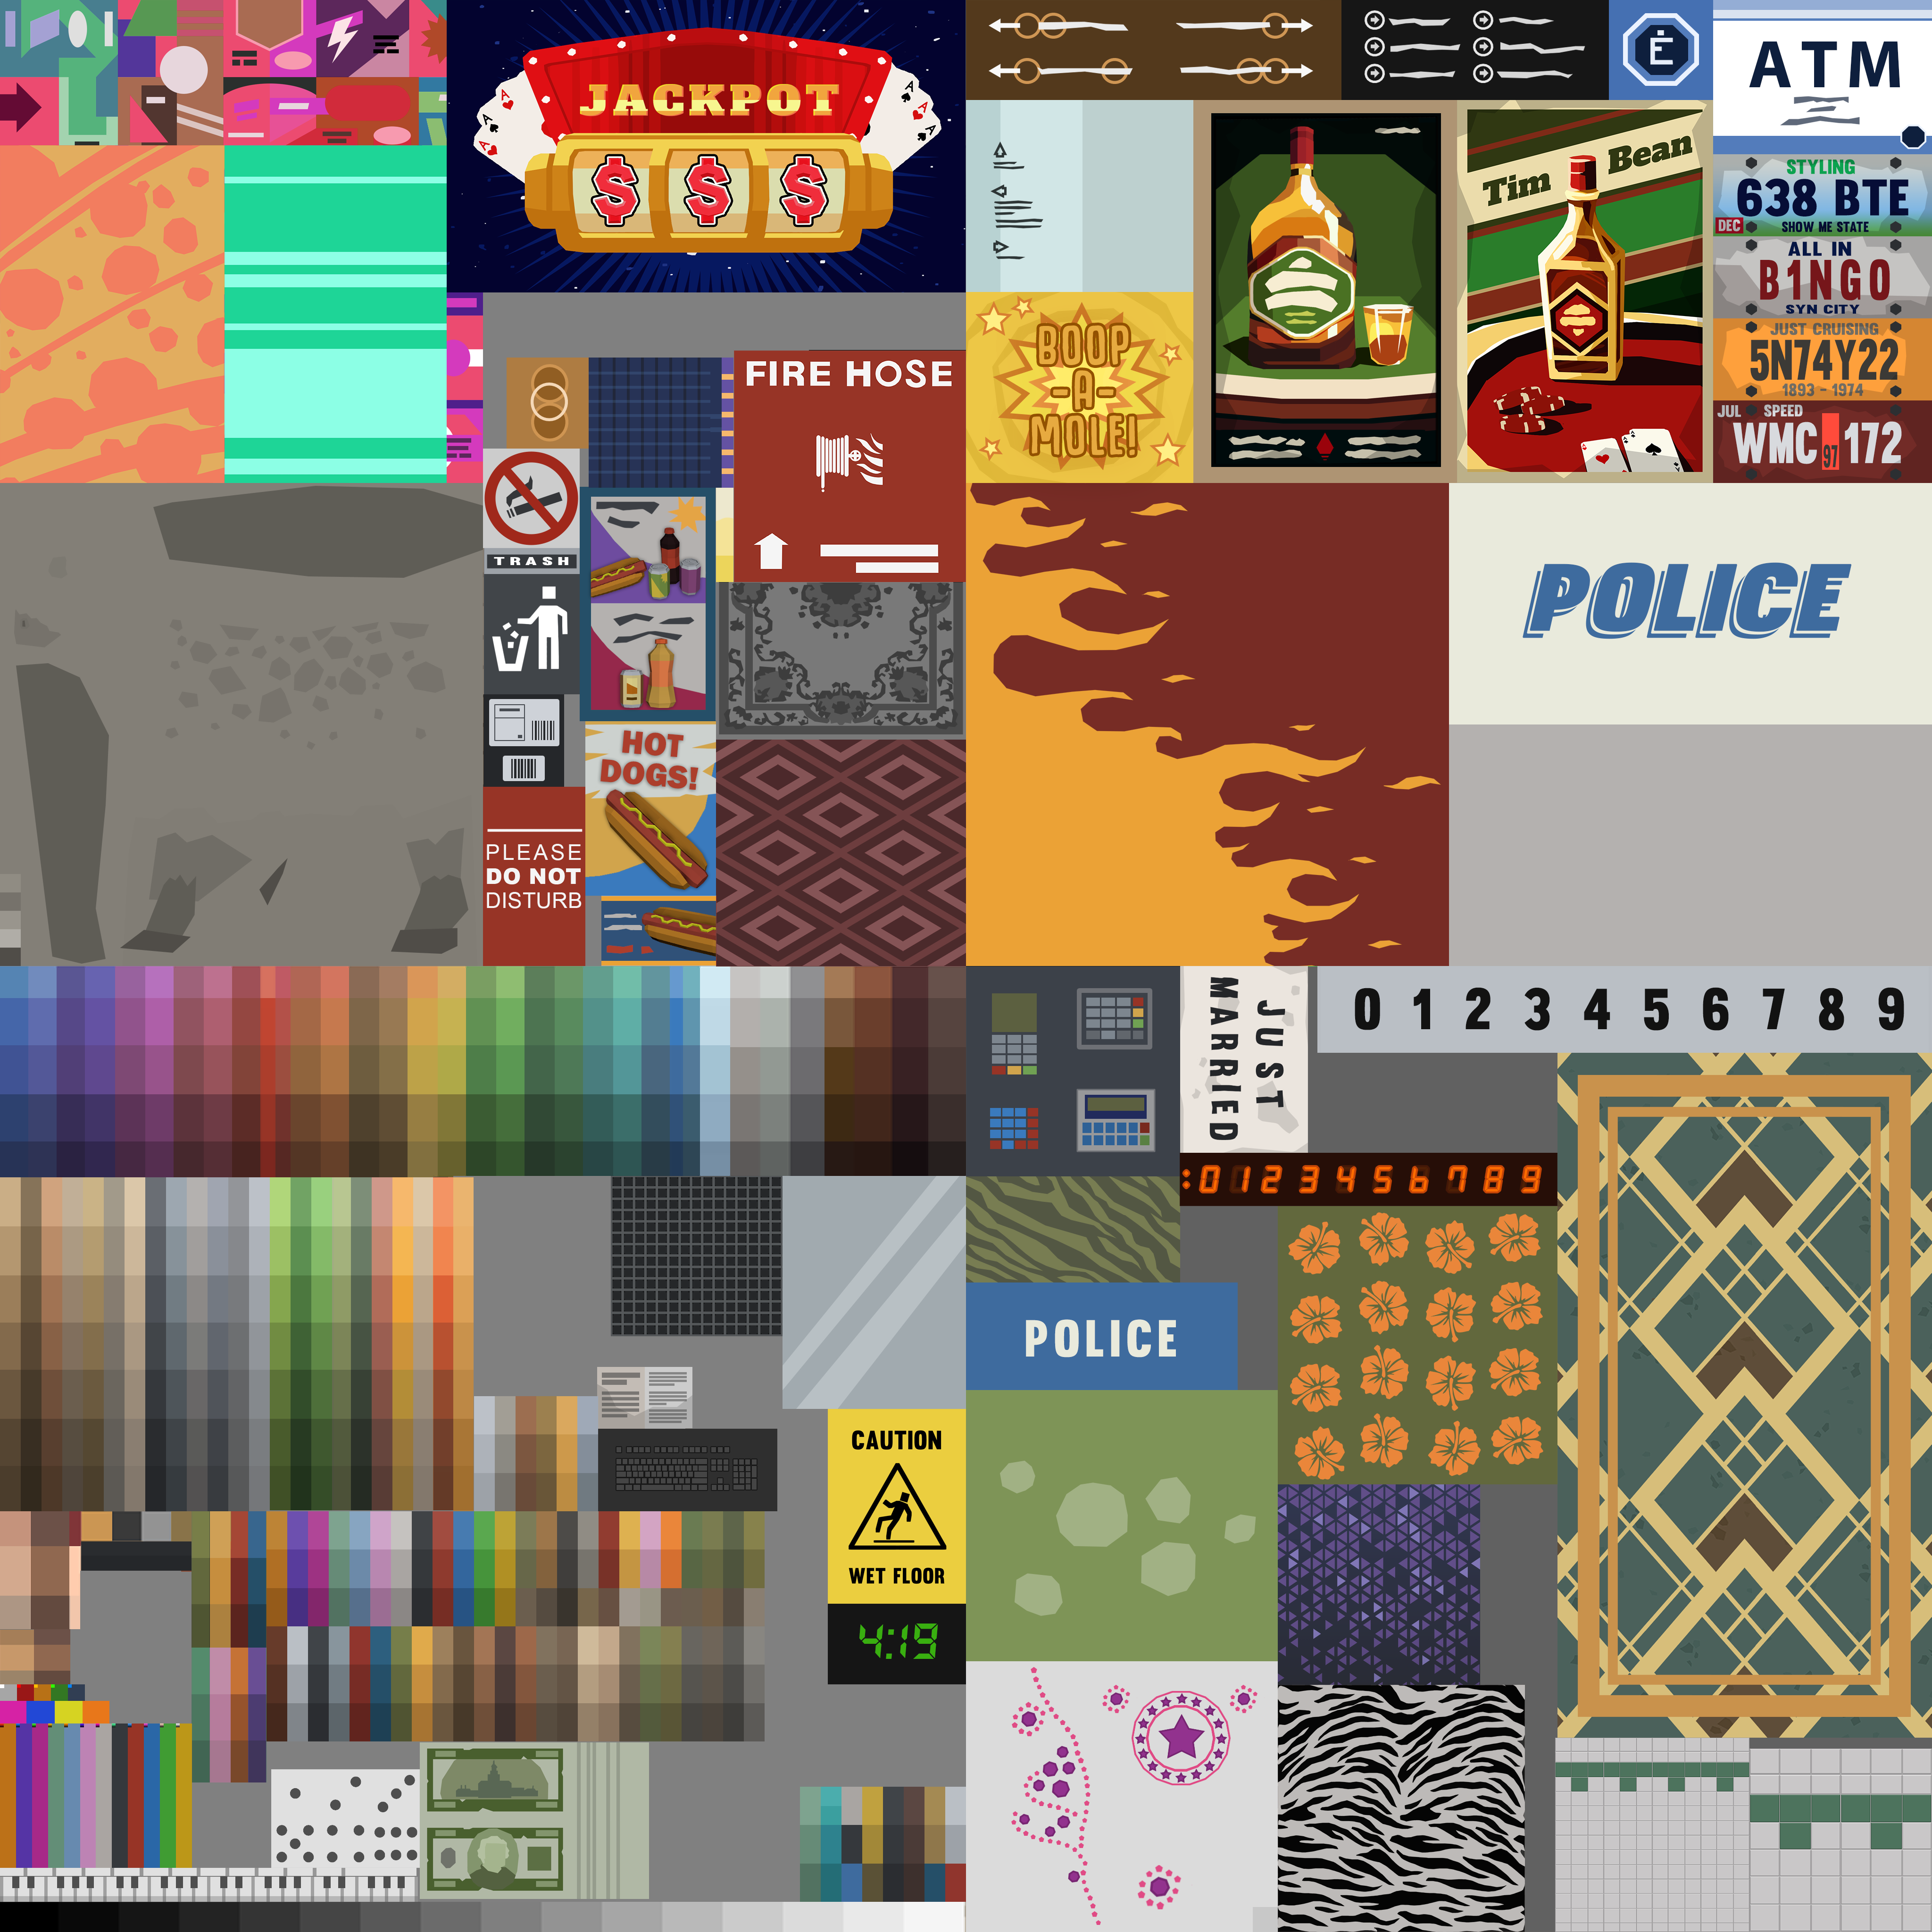 JACKPOT
$ $ $
A
A
A
A
A
A
É
ATM
Tim Bean
STYLING
638 BTE
DEC
SHOW ME STATE
ALL IN
B1NGO
SYN CITY
JUST CRUISING
5N74Y22
1893 - 1974
JUL SPEED
WMC 97 172
BOOP
-A-
MOLE!
FIRE HOSE
TRASH
HOT
DOGS!
PLEASE
DO NOT
DISTURB
POLICE
JUST
MARRIED
0 1 2 3 4 5 6 7 8 9
:0 1 2 3 4 5 6 7 8 9
POLICE
CAUTION
WET FLOOR
4:19